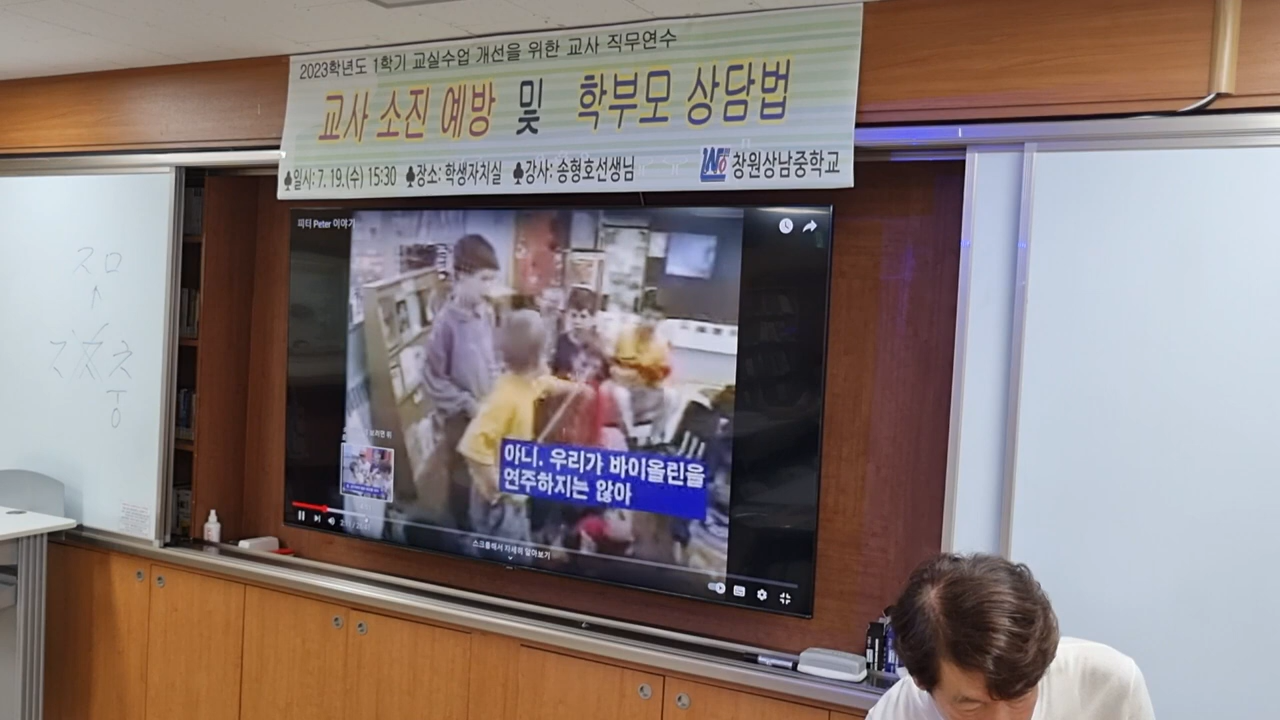 2023학년도 1학기 교실수업 개선을 위한 교사 직무연수
교사 소진 예방 및 학부모 상담법
♣일시: 7. 19.(수) 15:30 ♣장소: 학생자치실 ♣강사: 송형호선생님
창원상남중학교
피터 Peter 이야기
아니. 우리가 바이올린을
연주하지는 않아
스크롤해서 자세히 알아보기